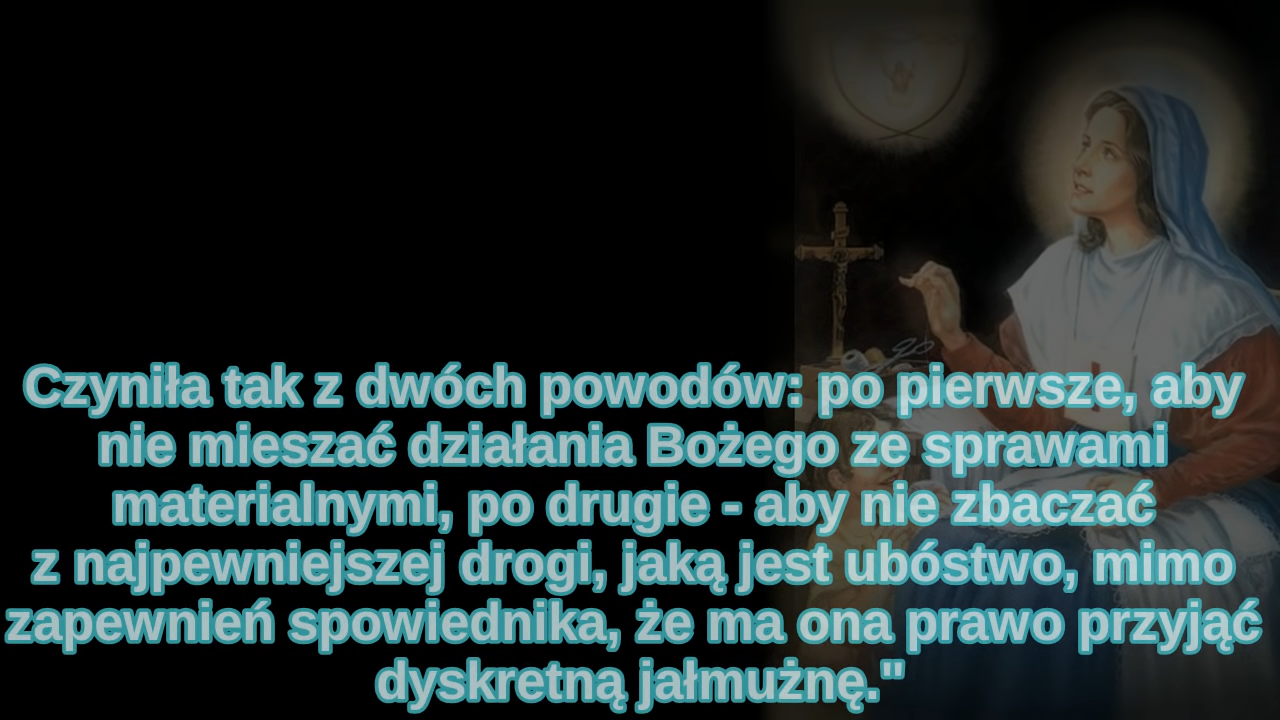 Czyniła tak z dwóch powodów: po pierwsze, aby
nie mieszać działania Bożego ze sprawami
materialnymi, po drugie - aby nie zbaczać
z najpewniejszej drogi, jaką jest ubóstwo, mimo
zapewnień spowiednika, że ma ona prawo przyjąć
dyskretną jałmużnę."